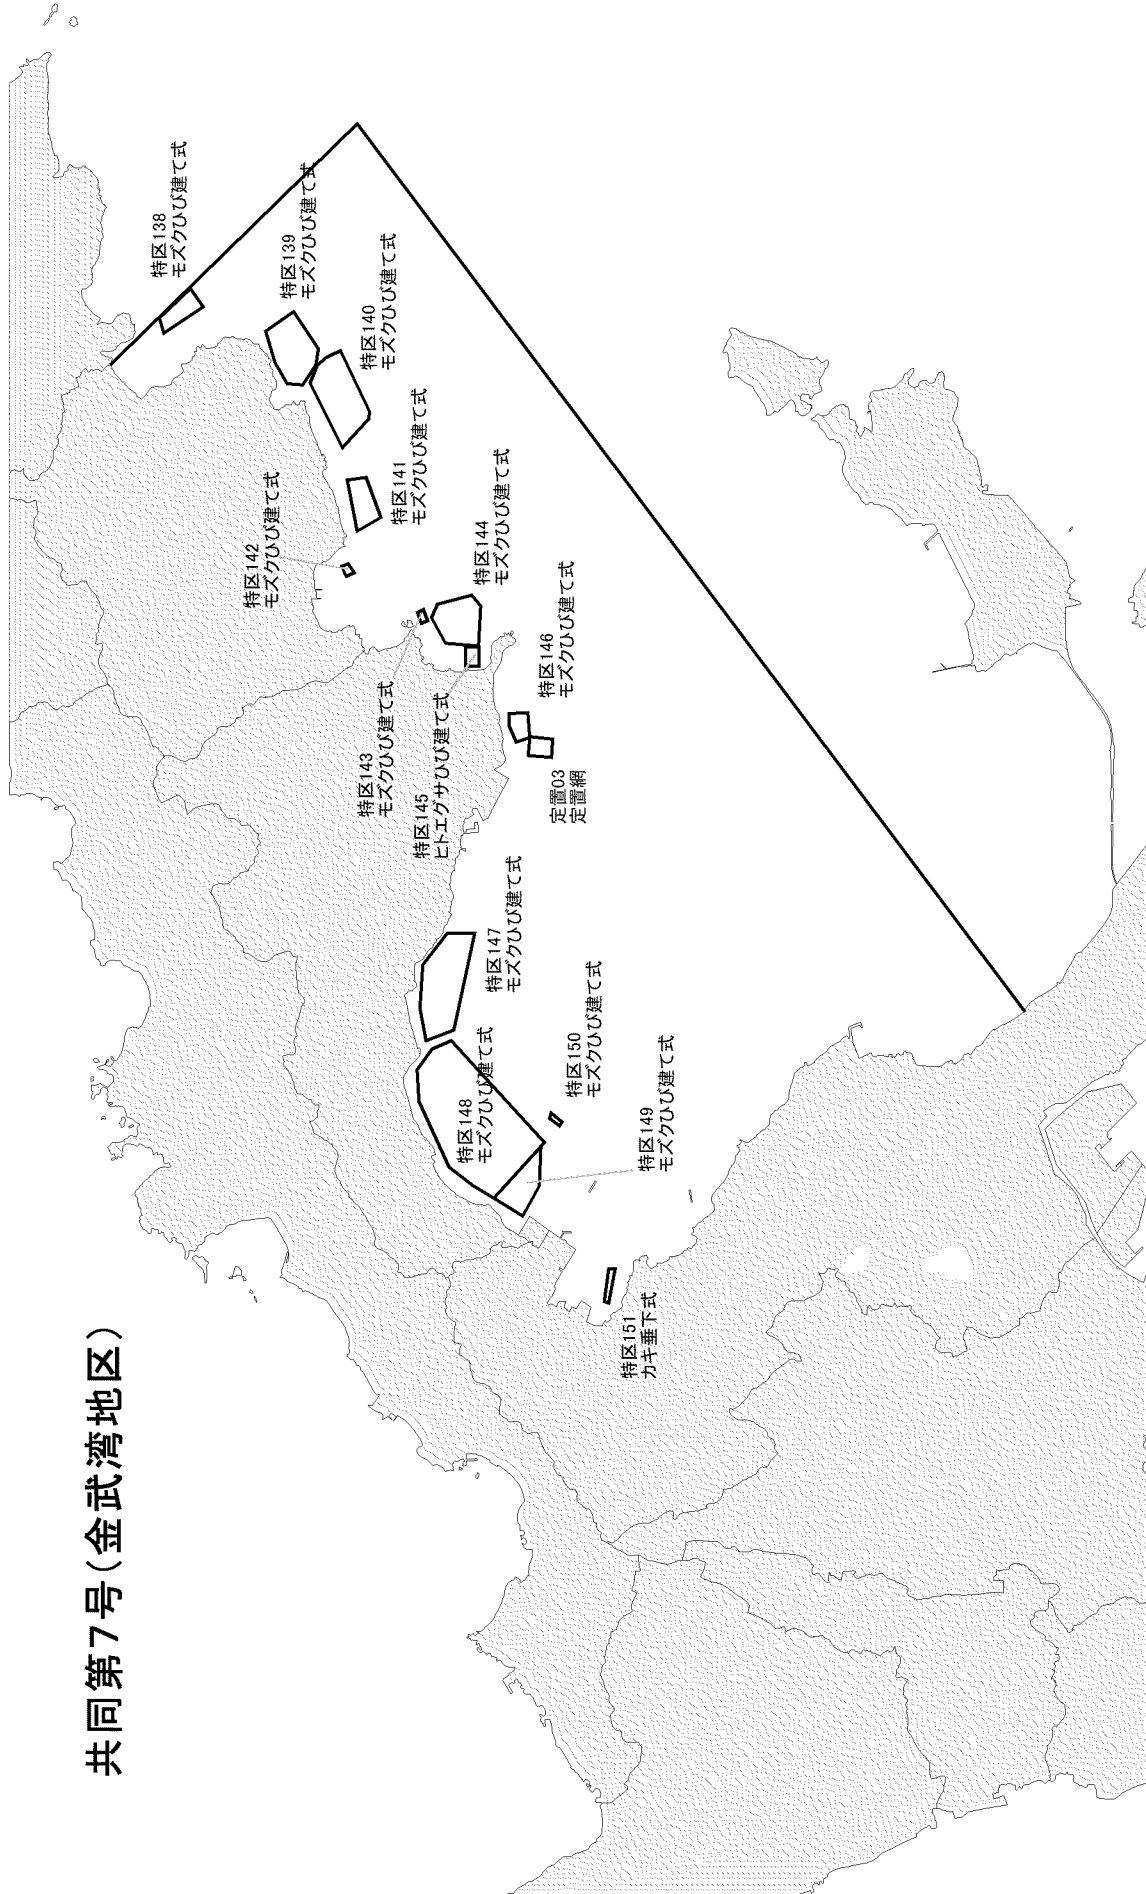 共同第７号（金武湾地区）
特区138
モズクひび建て式
特区139
モズクひび建て式
特区140
モズクひび建て式
特区141
モズクひび建て式
特区142
モズクひび建て式
特区143
モズクひび建て式
特区144
モズクひび建て式
特区145
ヒトエグサひび建て式
特区146
モズクひび建て式
定置03
定置網
特区147
モズクひび建て式
特区148
モズクひび建て式
特区149
モズクひび建て式
特区150
モズクひび建て式
特区151
カキ垂下式